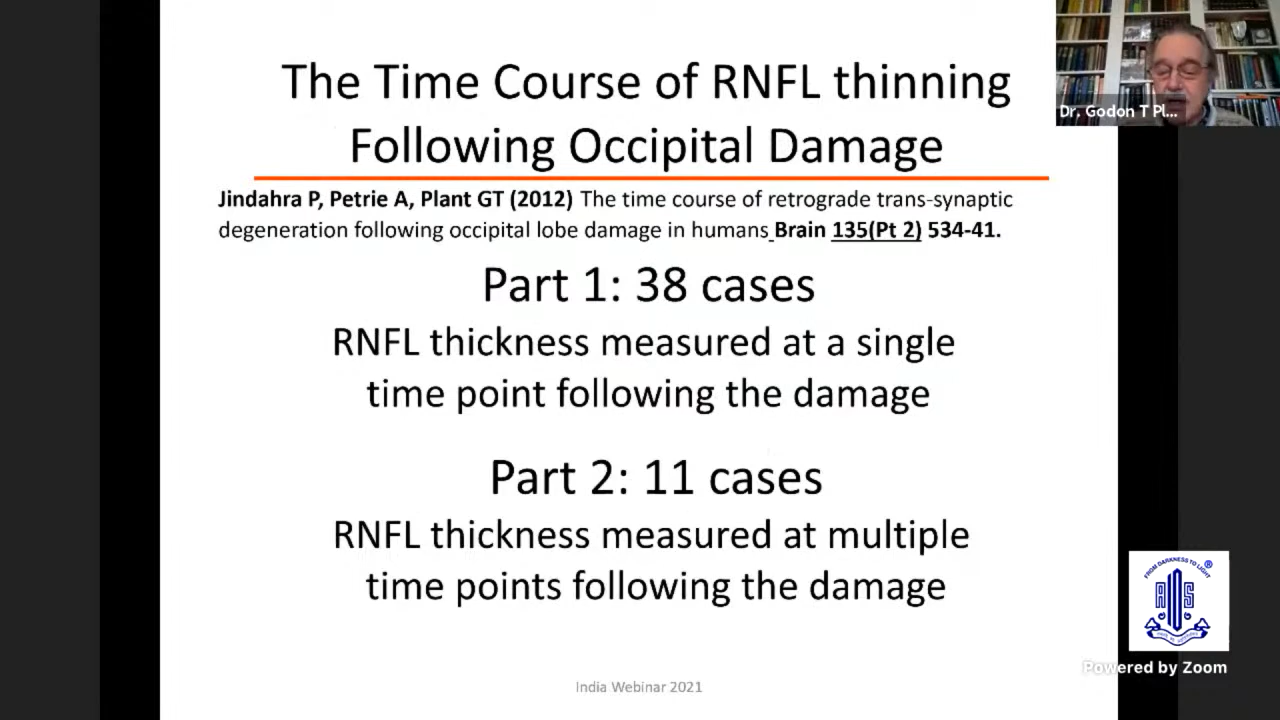 The Time Course of RNFL thinning
Following Occipital Damage
Jindahra P, Petrie A, Plant GT (2012) The time course of retrograde trans-synaptic
degeneration following occipital lobe damage in humans Brain 135(Pt 2) 534-41.
Part 1: 38 cases
RNFL thickness measured at a single
time point following the damage
Part 2: 11 cases
RNFL thickness measured at multiple
time points following the damage
India Webinar 2021
Dr. Godon T Pl...
FROM DARKNESS TO LIGHT
®
Powered by Zoom